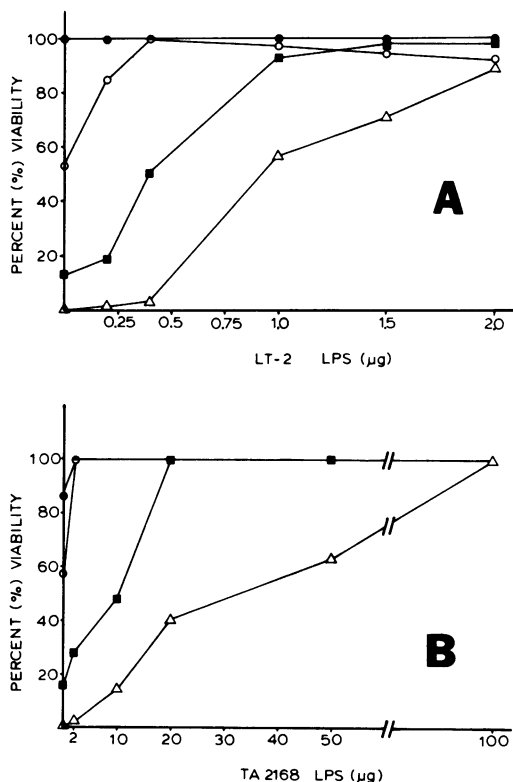 PERCENT (%) VIABILITY
100
80
60
40
20
A
0.25 0.5 0.75 1.0 1.5 2.0
LT-2 LPS (µg)
PERCENT (%) VIABILITY
100
80
60
40
20
B
2 10 20 30 40 50 100
TA 2168 LPS (µg)